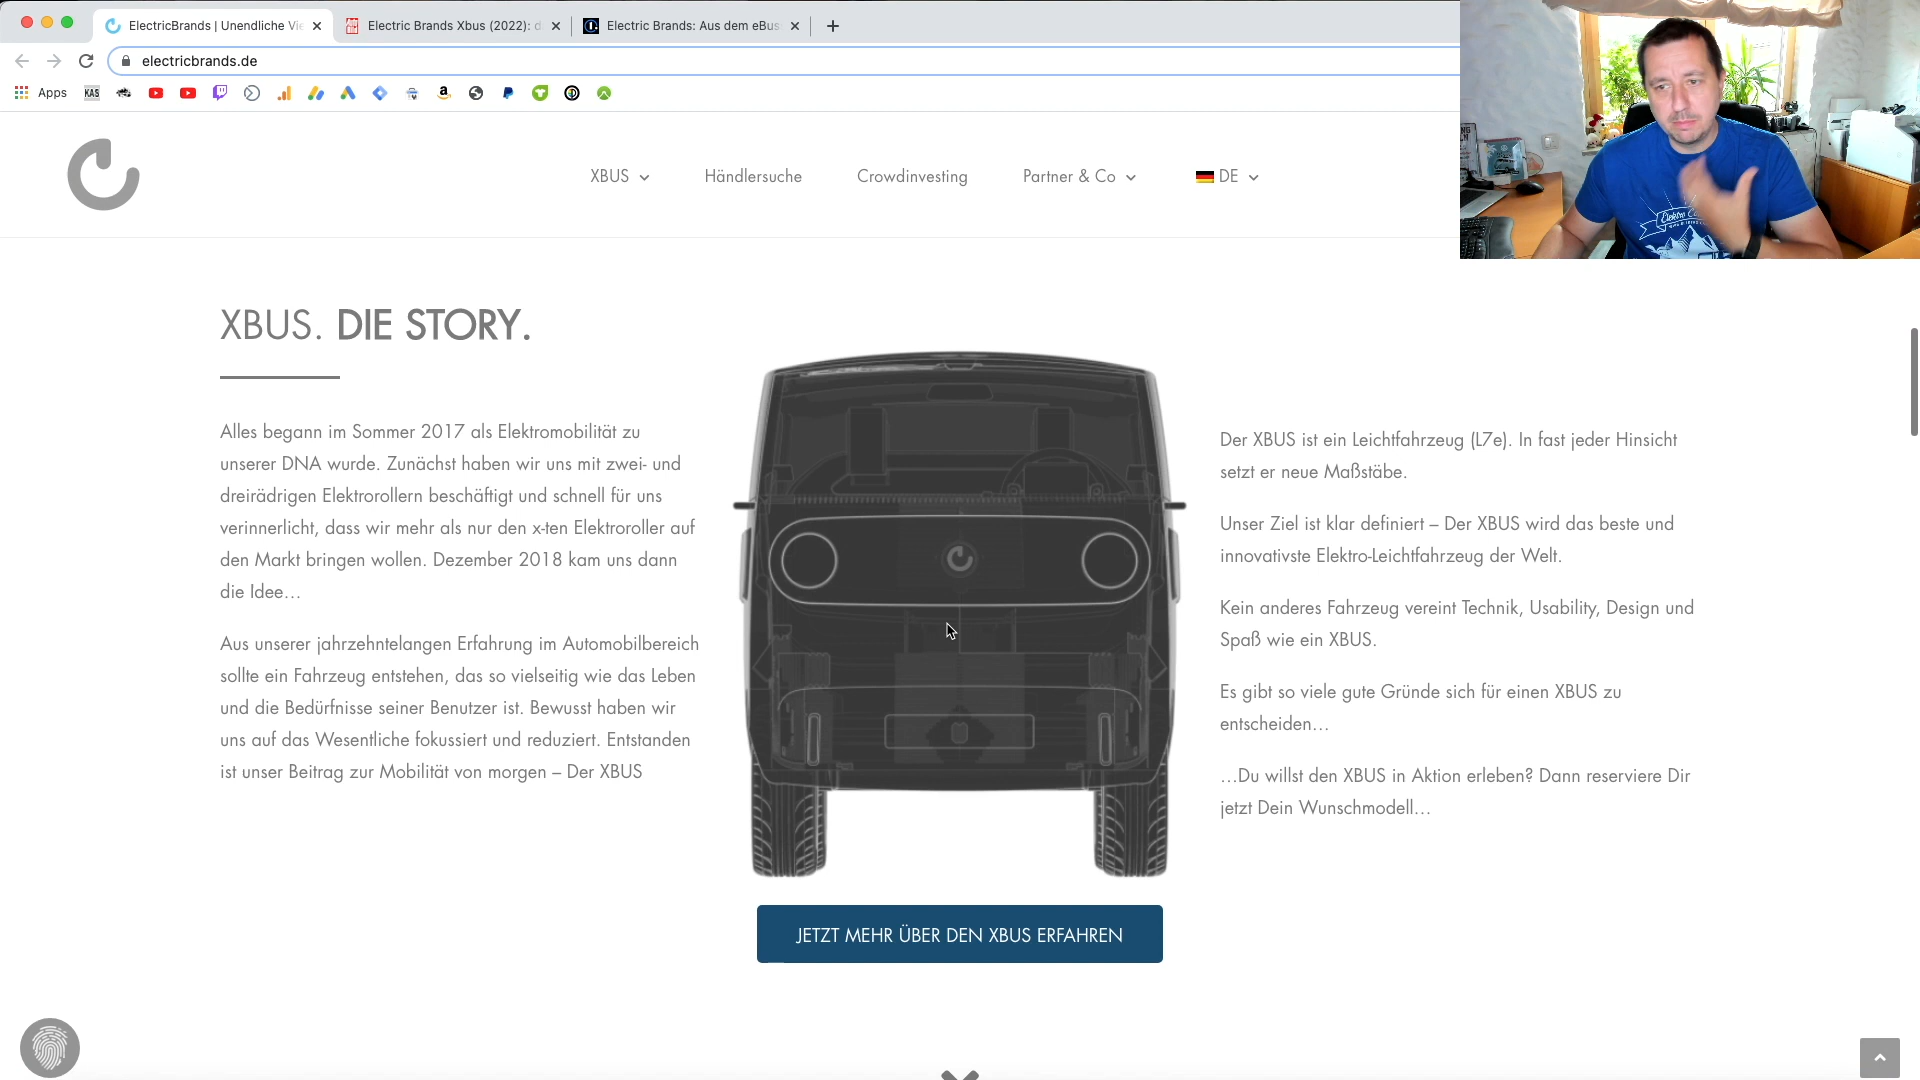 ElectricBrands | Unendliche Vie
Electric Brands Xbus (2022): d
Electric Brands: Aus dem eBus
electricbrands.de
Apps
KAS
XBUS
Händlersuche
Crowdinvesting
Partner & Co
DE
XBUS. DIE STORY.
Alles begann im Sommer 2017 als Elektromobilität zu
unserer DNA wurde. Zunächst haben wir uns mit zwei- und
dreirädrigen Elektrorollern beschäftigt und schnell für uns
verinnerlicht, dass wir mehr als nur den x-ten Elektroroller auf
den Markt bringen wollen. Dezember 2018 kam uns dann
die Idee…
Aus unserer jahrzehntelangen Erfahrung im Automobilbereich
sollte ein Fahrzeug entstehen, das so vielseitig wie das Leben
und die Bedürfnisse seiner Benutzer ist. Bewusst haben wir
uns auf das Wesentliche fokussiert und reduziert. Entstanden
ist unser Beitrag zur Mobilität von morgen – Der XBUS
Der XBUS ist ein Leichtfahrzeug (L7e). In fast jeder Hinsicht
setzt er neue Maßstäbe.
Unser Ziel ist klar definiert – Der XBUS wird das beste und
innovativste Elektro-Leichtfahrzeug der Welt.
Kein anderes Fahrzeug vereint Technik, Usability, Design und
Spaß wie ein XBUS.
Es gibt so viele gute Gründe sich für einen XBUS zu
entscheiden…
…Du willst den XBUS in Aktion erleben? Dann reserviere Dir
jetzt Dein Wunschmodell…
JETZT MEHR ÜBER DEN XBUS ERFAHREN